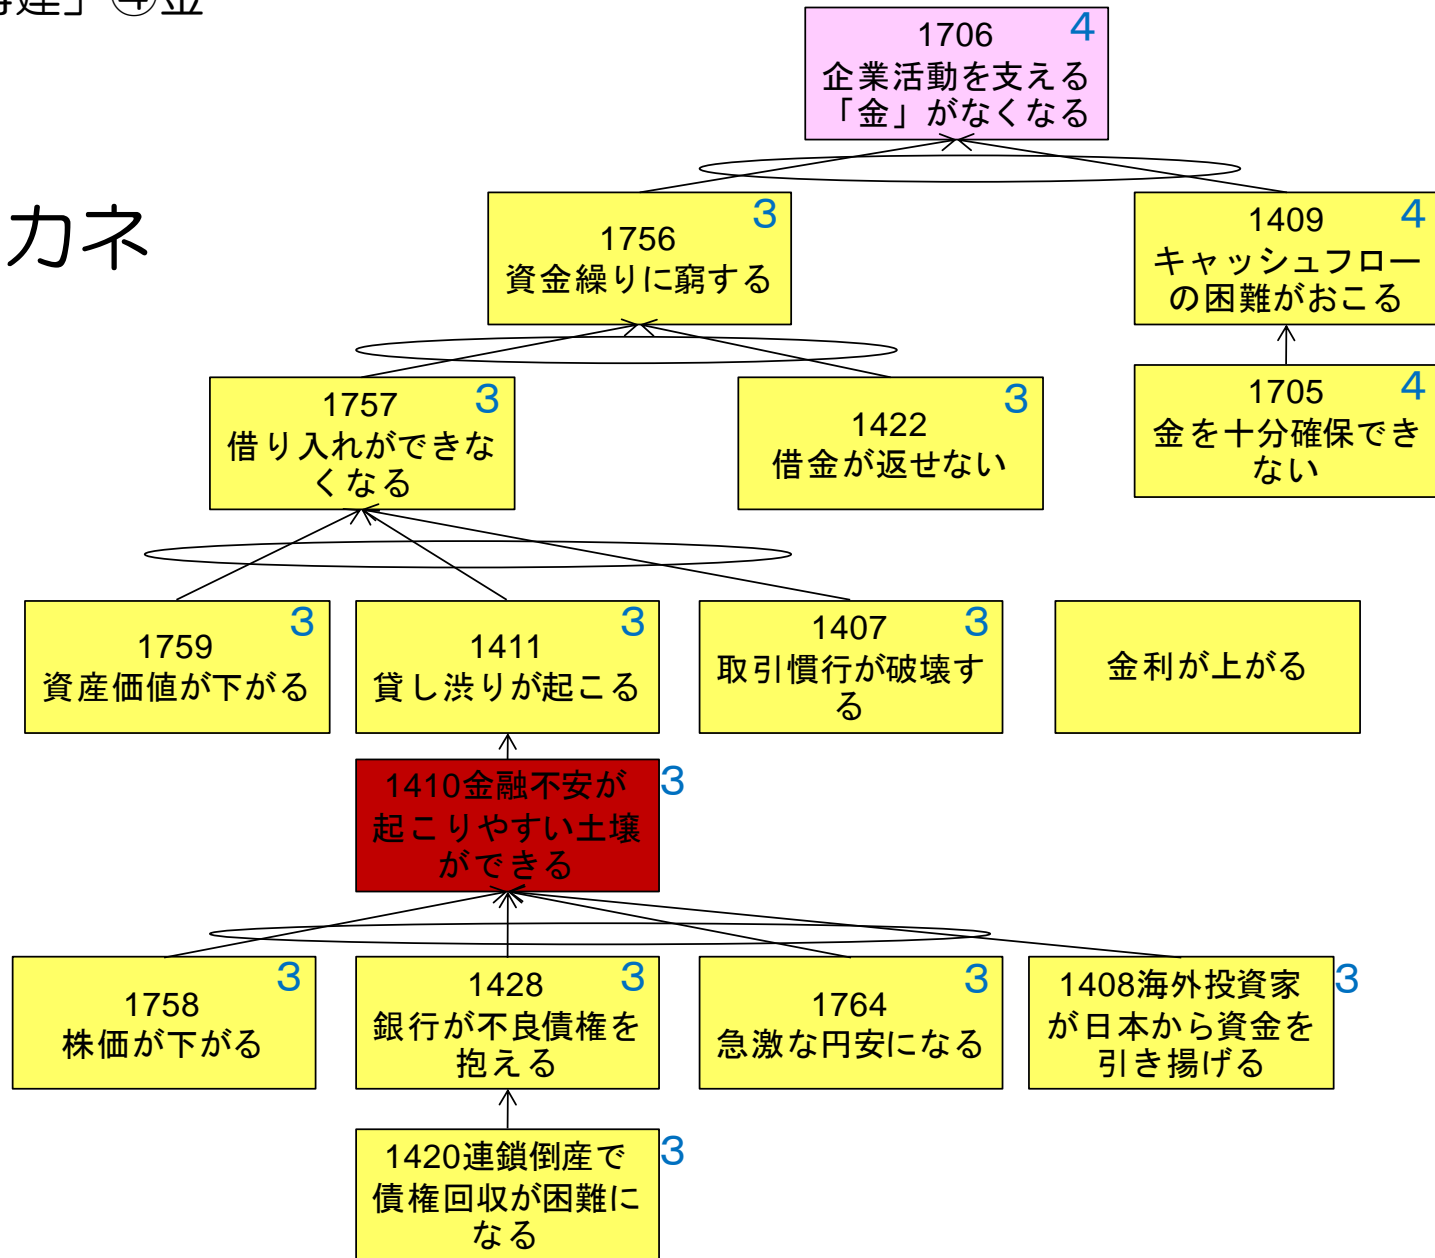 」④金
1706
4
企業活動を支える
「金」がなくなる
カネ
1756
3
資金繰りに窮する
1409
4
キャッシュフロー
の困難がおこる
1757
3
借り入れができな
くなる
1422
3
借金が返せない
1705
4
金を十分確保でき
ない
1759
3
資産価値が下がる
1411
3
貸し渋りが起こる
1407
3
取引慣行が破壊す
る
金利が上がる
1410金融不安が
起こりやすい土壌
ができる
3
1758
3
株価が下がる
1428
3
銀行が不良債権を
抱える
1764
3
急激な円安になる
1408海外投資家
が日本から資金を
引き揚げる
3
1420連鎖倒産で
債権回収が困難に
なる
3